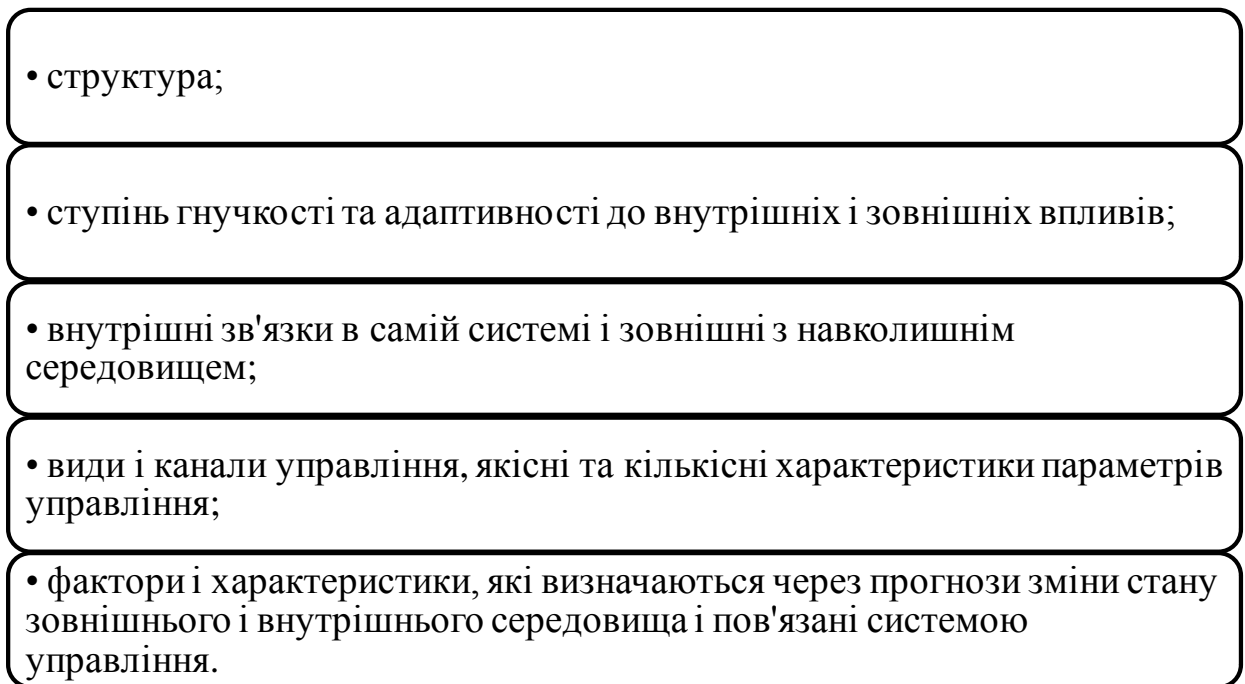 • структура;
• ступінь гнучкості та адаптивності до внутрішніх і зовнішніх впливів;
• внутрішні зв'язки в самій системі і зовнішні з навколишнім
середовищем;
• види і канали управління, якісні та кількісні характеристики параметрів
управління;
• фактори і характеристики, які визначаються через прогнози зміни стану
зовнішнього і внутрішнього середовища і пов'язані системою
управління.